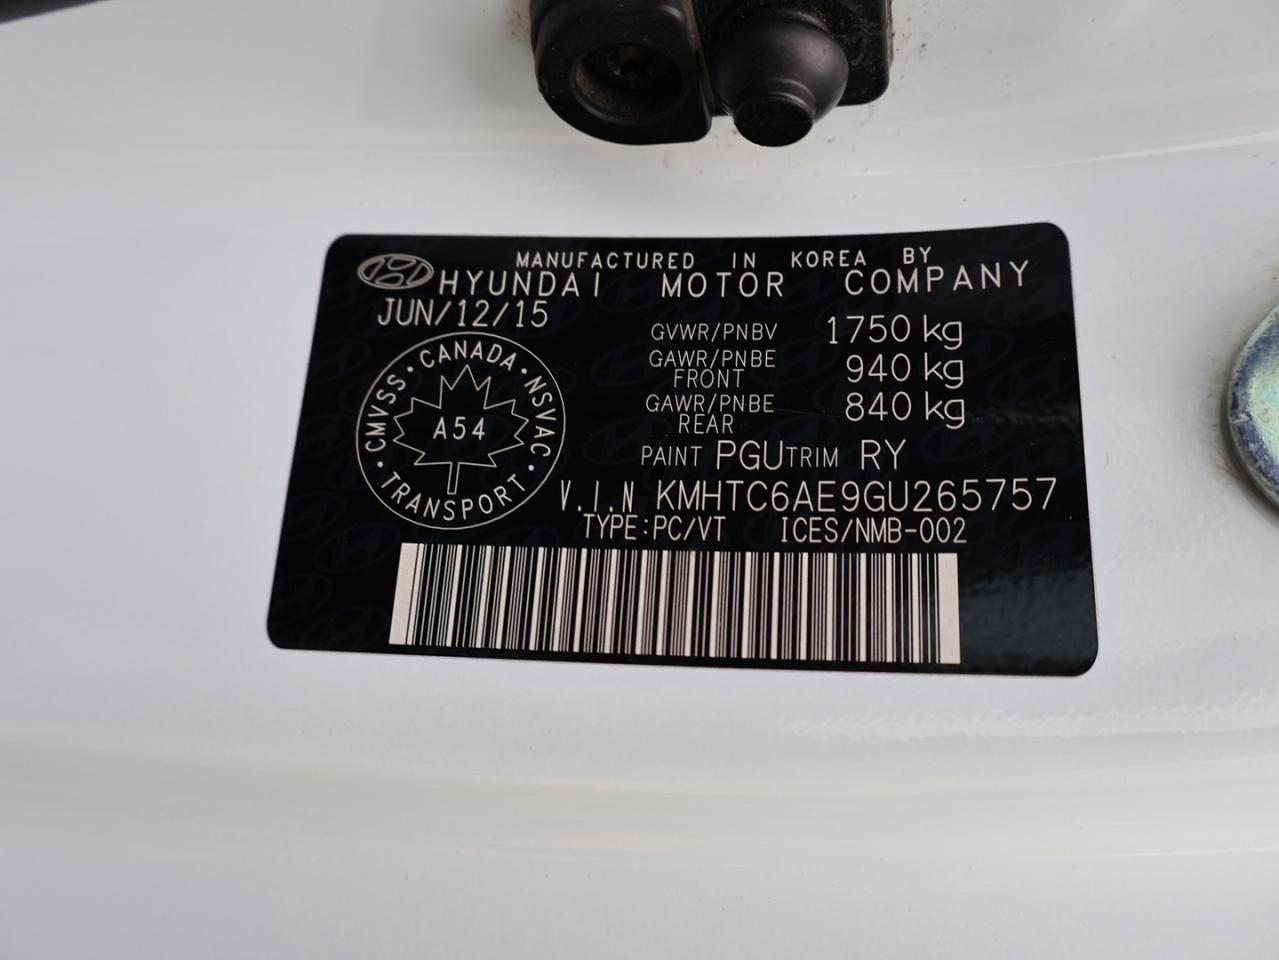 MANUFACTURED IN KOREA BY
HYUNDAI MOTOR COMPANY
JUN/12/15
GVWR/PNBV 1750 kg
GAWR/PNBE FRONT 940 kg
GAWR/PNBE REAR 840 kg
CANADA · NSVAC · TRANSPORT · CMVSS ·
A54
PAINT PGU TRIM RY
V.I.N KMHTC6AE9GU265757
TYPE:PC/VT ICES/NMB-002